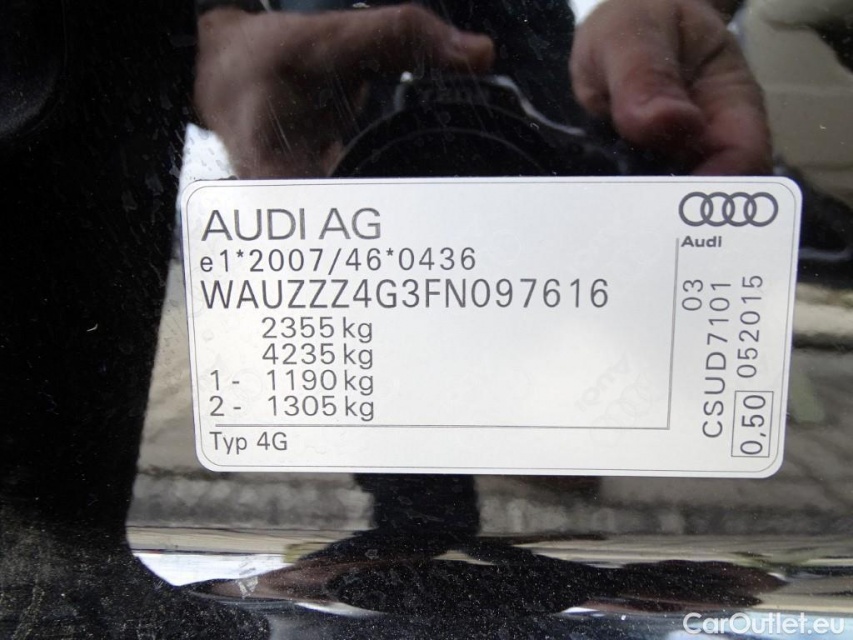 AUDI AG
e1*2007/46*0436
WAUZZZ4G3FN097616
2355 kg
4235 kg
1 - 1190 kg
2 - 1305 kg
Typ 4G
Audi
03
CSUD7101
052015
0,50
CarOutlet.eu